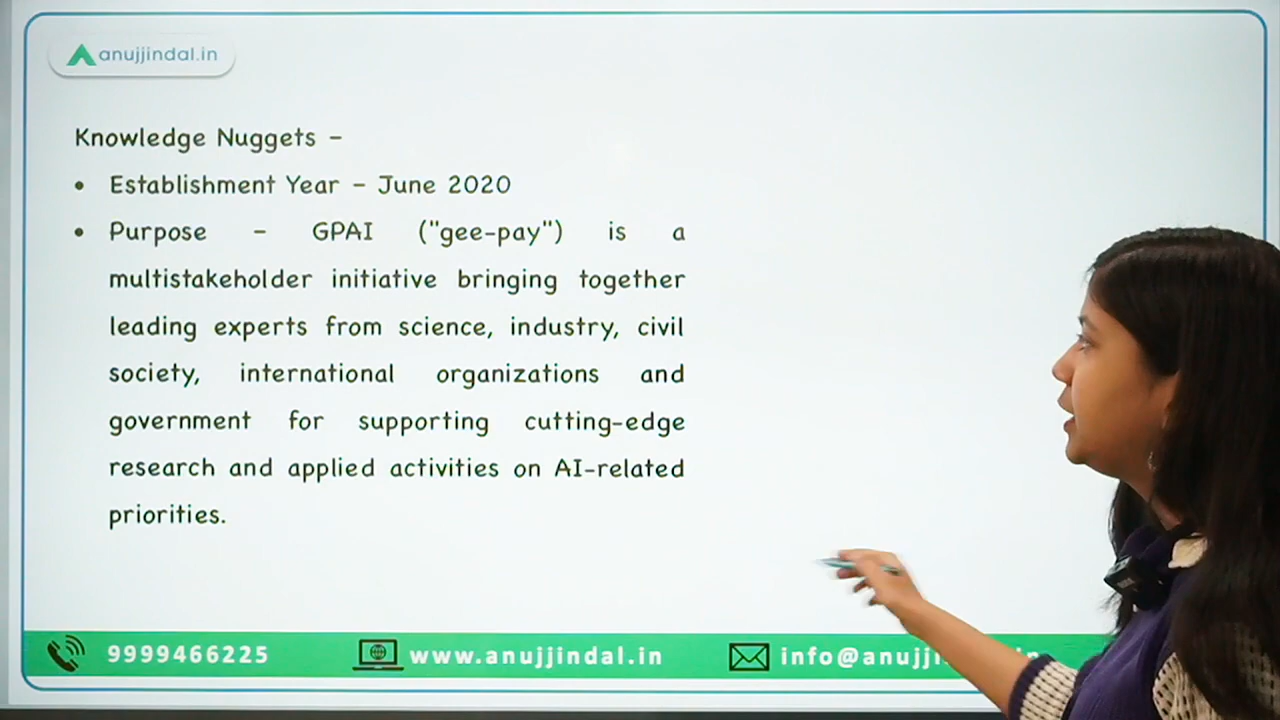 anujjindal.in
Knowledge Nuggets –
• Establishment Year – June 2020
• Purpose – GPAI ("gee-pay") is a
multistakeholder initiative bringing together
leading experts from science, industry, civil
society, international organizations and
government for supporting cutting-edge
research and applied activities on AI-related
priorities.
9999466225 www.anujjindal.in